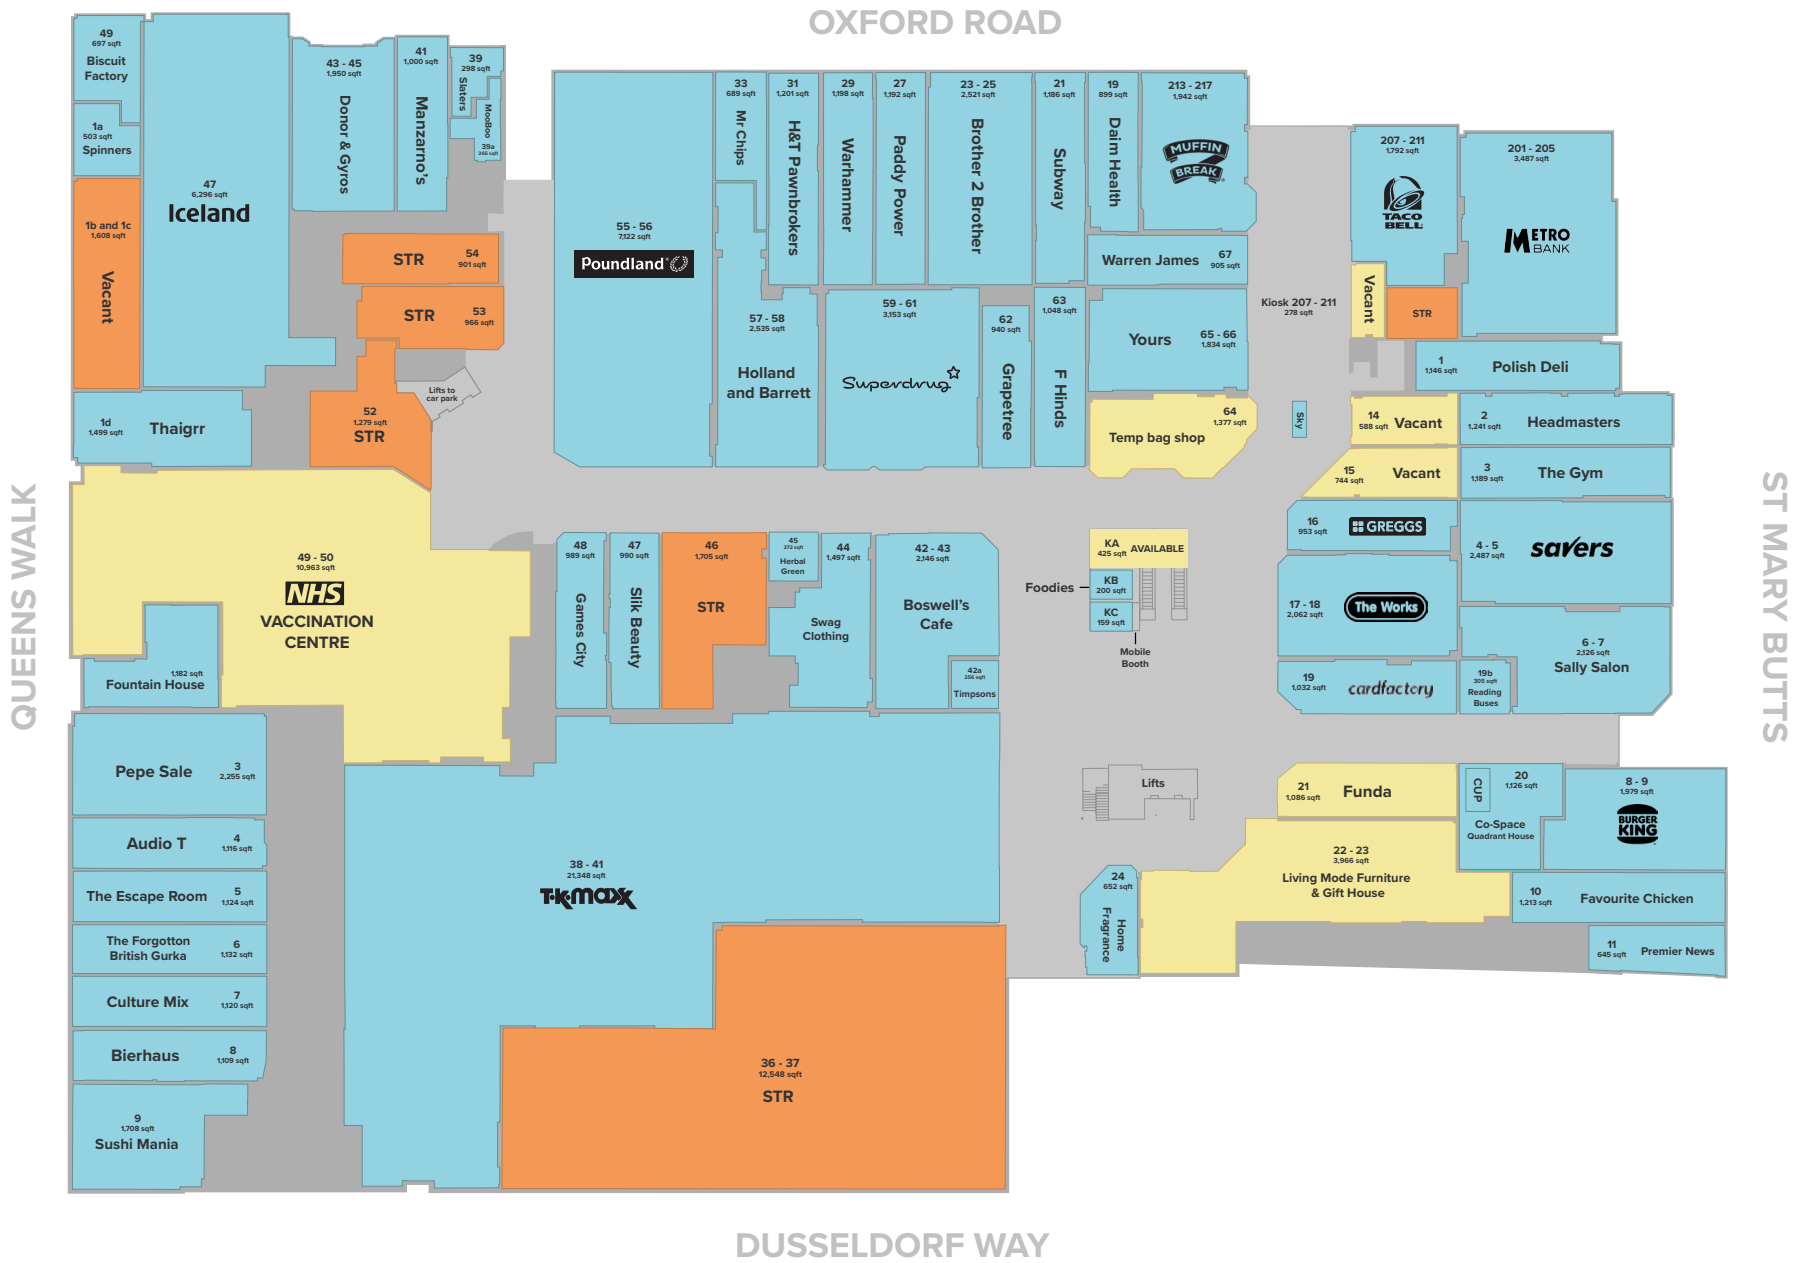 OXFORD ROAD
49
697 sqft
Biscuit
Factory
1a
503 sqft
Spinners
1b and 1c
1,608 sqft
Vacant
47
6,296 sqft
Iceland
43 - 45
1,950 sqft
Donor & Gyros
41
1,000 sqft
Manzarno's
39
298 sqft
Slaters
MooBoo
39a
265 sqft
STR
54
901 sqft
STR
53
966 sqft
Lifts to
car park
52
1,279 sqft
STR
1d
1,499 sqft
Thaigrr
55 - 56
7,122 sqft
Poundland
33
689 sqft
Mr Chips
31
1,201 sqft
H&T Pawnbrokers
29
1,198 sqft
Warhammer
27
1,192 sqft
Paddy Power
23 - 25
2,521 sqft
Brother 2 Brother
21
1,186 sqft
Subway
19
899 sqft
Daim Health
213 - 217
1,942 sqft
MUFFIN
BREAK
Warren James
67
905 sqft
57 - 58
2,535 sqft
Holland
and Barrett
59 - 61
3,153 sqft
Superdrug
62
940 sqft
Grapetree
63
1,048 sqft
F Hinds
Yours
65 - 66
1,834 sqft
64
1,377 sqft
Temp bag shop
Kiosk 207 - 211
278 sqft
Sky
207 - 211
1,792 sqft
TACO
BELL
Vacant
STR
201 - 205
3,487 sqft
METRO
BANK
1
1,146 sqft
Polish Deli
14
588 sqft
Vacant
2
1,241 sqft
Headmasters
15
744 sqft
Vacant
3
1,189 sqft
The Gym
16
953 sqft
GREGGS
4 - 5
2,487 sqft
savers
17 - 18
2,062 sqft
The Works
6 - 7
2,126 sqft
Sally Salon
19
1,032 sqft
cardfactory
19b
305 sqft
Reading
Buses
QUEENS WALK
ST MARY BUTTS
49 - 50
10,963 sqft
NHS
VACCINATION
CENTRE
1,182 sqft
Fountain House
48
989 sqft
Games City
47
990 sqft
Slik Beauty
46
1,705 sqft
STR
45
272 sqft
Herbal
Green
44
1,497 sqft
Swag
Clothing
42 - 43
2,146 sqft
Boswell's
Cafe
42a
256 sqft
Timpsons
KA
425 sqft
AVAILABLE
Foodies
KB
200 sqft
KC
159 sqft
Mobile
Booth
Pepe Sale
3
2,255 sqft
Audio T
4
1,116 sqft
The Escape Room
5
1,124 sqft
The Forgotton
British Gurka
6
1,132 sqft
Culture Mix
7
1,120 sqft
Bierhaus
8
1,109 sqft
9
1,708 sqft
Sushi Mania
38 - 41
21,348 sqft
T·K·maxx
36 - 37
12,548 sqft
STR
Lifts
21
1,086 sqft
Funda
CUP
20
1,126 sqft
Co-Space
Quadrant House
8 - 9
1,979 sqft
BURGER
KING
22 - 23
3,966 sqft
Living Mode Furniture
& Gift House
24
652 sqft
Home
Fragrance
10
1,213 sqft
Favourite Chicken
11
645 sqft
Premier News
DUSSELDORF WAY